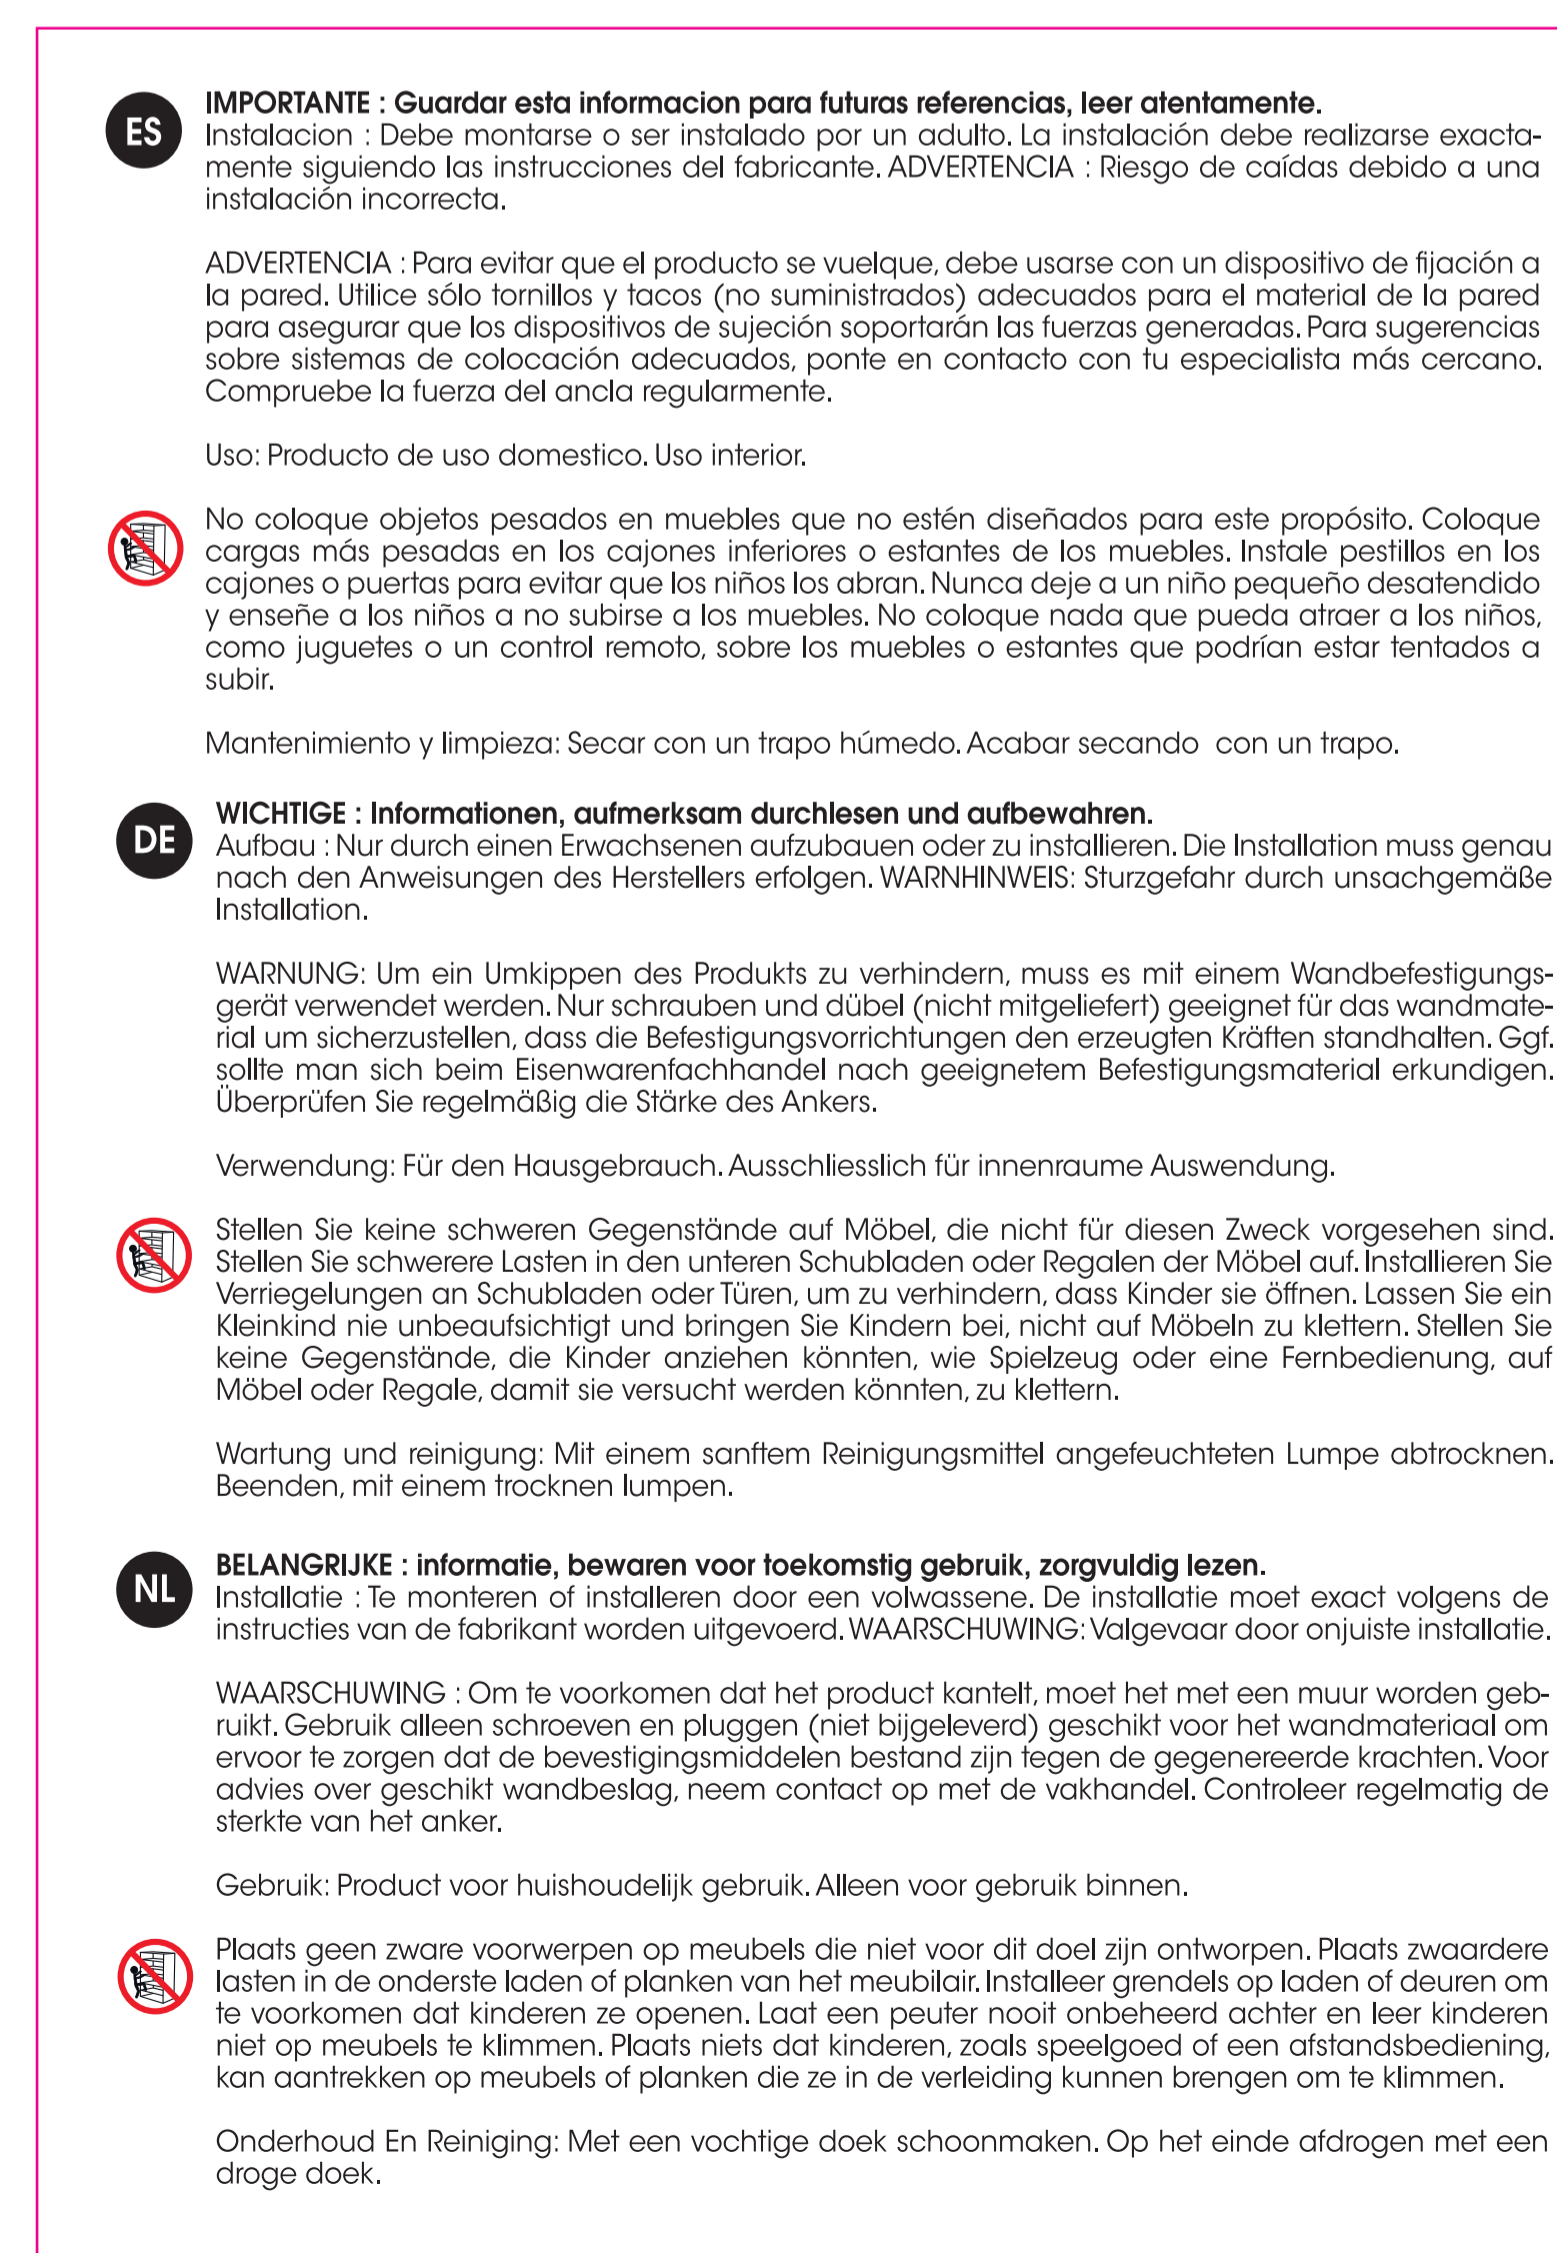 ES
IMPORTANTE : Guardar esta informacion para futuras referencias, leer atentamente.
Instalacion : Debe montarse o ser instalado por un adulto. La instalación debe realizarse exacta-
mente siguiendo las instrucciones del fabricante. ADVERTENCIA : Riesgo de caídas debido a una
instalación incorrecta.
ADVERTENCIA : Para evitar que el producto se vuelque, debe usarse con un dispositivo de fijación a
la pared. Utilice sólo tornillos y tacos (no suministrados) adecuados para el material de la pared
para asegurar que los dispositivos de sujeción soportarán las fuerzas generadas. Para sugerencias
sobre sistemas de colocación adecuados, ponte en contacto con tu especialista más cercano.
Compruebe la fuerza del ancla regularmente.
Uso: Producto de uso domestico. Uso interior.
No coloque objetos pesados en muebles que no estén diseñados para este propósito. Coloque
cargas más pesadas en los cajones inferiores o estantes de los muebles. Instale pestillos en los
cajones o puertas para evitar que los niños los abran. Nunca deje a un niño pequeño desatendido
y enseñe a los niños a no subirse a los muebles. No coloque nada que pueda atraer a los niños,
como juguetes o un control remoto, sobre los muebles o estantes que podrían estar tentados a
subir.
Mantenimiento y limpieza: Secar con un trapo húmedo. Acabar secando con un trapo.
DE
WICHTIGE : Informationen, aufmerksam durchlesen und aufbewahren.
Aufbau : Nur durch einen Erwachsenen aufzubauen oder zu installieren. Die Installation muss genau
nach den Anweisungen des Herstellers erfolgen. WARNHINWEIS: Sturzgefahr durch unsachgemäße
Installation.
WARNUNG: Um ein Umkippen des Produkts zu verhindern, muss es mit einem Wandbefestigungs-
gerät verwendet werden. Nur schrauben und dübel (nicht mitgeliefert) geeignet für das wandmate-
rial um sicherzustellen, dass die Befestigungsvorrichtungen den erzeugten Kräften standhalten. Ggf.
sollte man sich beim Eisenwarenfachhandel nach geeignetem Befestigungsmaterial erkundigen.
Überprüfen Sie regelmäßig die Stärke des Ankers.
Verwendung: Für den Hausgebrauch. Ausschliesslich für innenraume Auswendung.
Stellen Sie keine schweren Gegenstände auf Möbel, die nicht für diesen Zweck vorgesehen sind.
Stellen Sie schwerere Lasten in den unteren Schubladen oder Regalen der Möbel auf. Installieren Sie
Verriegelungen an Schubladen oder Türen, um zu verhindern, dass Kinder sie öffnen. Lassen Sie ein
Kleinkind nie unbeaufsichtigt und bringen Sie Kindern bei, nicht auf Möbeln zu klettern. Stellen Sie
keine Gegenstände, die Kinder anziehen könnten, wie Spielzeug oder eine Fernbedienung, auf
Möbel oder Regale, damit sie versucht werden könnten, zu klettern.
Wartung und reinigung: Mit einem sanftem Reinigungsmittel angefeuchteten Lumpe abtrocknen.
Beenden, mit einem trocknen lumpen.
NL
BELANGRIJKE : informatie, bewaren voor toekomstig gebruik, zorgvuldig lezen.
Installatie : Te monteren of installeren door een volwassene. De installatie moet exact volgens de
instructies van de fabrikant worden uitgevoerd. WAARSCHUWING: Valgevaar door onjuiste installatie.
WAARSCHUWING : Om te voorkomen dat het product kantelt, moet het met een muur worden geb-
ruikt. Gebruik alleen schroeven en pluggen (niet bijgeleverd) geschikt voor het wandmateriaal om
ervoor te zorgen dat de bevestigingsmiddelen bestand zijn tegen de gegenereerde krachten. Voor
advies over geschikt wandbeslag, neem contact op met de vakhandel. Controleer regelmatig de
sterkte van het anker.
Gebruik: Product voor huishoudelijk gebruik. Alleen voor gebruik binnen.
Plaats geen zware voorwerpen op meubels die niet voor dit doel zijn ontworpen. Plaats zwaardere
lasten in de onderste laden of planken van het meubilair. Installeer grendels op laden of deuren om
te voorkomen dat kinderen ze openen. Laat een peuter nooit onbeheerd achter en leer kinderen
niet op meubels te klimmen. Plaats niets dat kinderen, zoals speelgoed of een afstandsbediening,
kan aantrekken op meubels of planken die ze in de verleiding kunnen brengen om te klimmen.
Onderhoud En Reiniging: Met een vochtige doek schoonmaken. Op het einde afdrogen met een
droge doek.